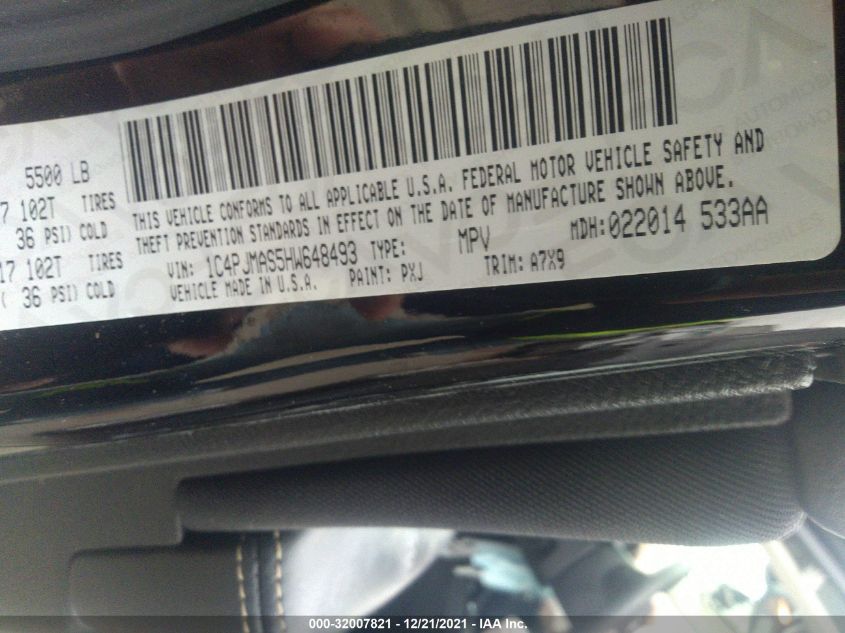 5500 LB
7 102T TIRES
36 PSI) COLD
17 102T TIRES
( 36 PSI) COLD
THIS VEHICLE CONFORMS TO ALL APPLICABLE U.S.A. FEDERAL MOTOR VEHICLE SAFETY AND
THEFT PREVENTION STANDARDS IN EFFECT ON THE DATE OF MANUFACTURE SHOWN ABOVE.
VIN: 1C4PJMAS5HW648493 TYPE: MPV MDH:022014 533AA
VEHICLE MADE IN U.S.A. PAINT: PXJ TRIM: A7X9
000-32007821 - 12/21/2021 - IAA Inc.